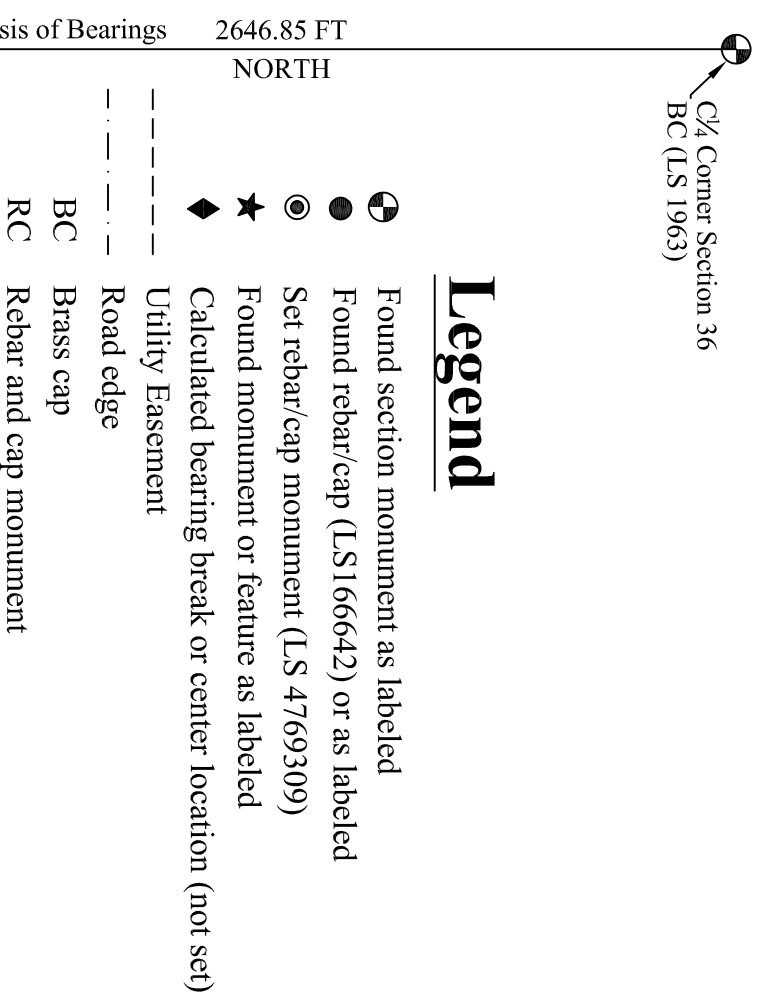 sis of Bearings 2646.85 FT
NORTH
C¼ Corner Section 36
BC (LS 1963)
Legend
Found section monument as labeled
Found rebar/cap (LS166642) or as labeled
Set rebar/cap monument (LS 4769309)
Found monument or feature as labeled
Calculated bearing break or center location (not set)
Utility Easement
Road edge
BC Brass cap
RC Rebar and cap monument